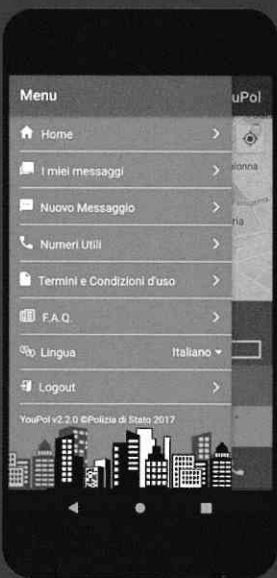 Menu
uPol
Home
I miei messaggi
Nuovo Messaggio
Numeri Utili
Termini e Condizioni d'uso
F.A.Q.
Lingua
Italiano
Logout
YouPol v2.2.0 ©Polizia di Stato 2017